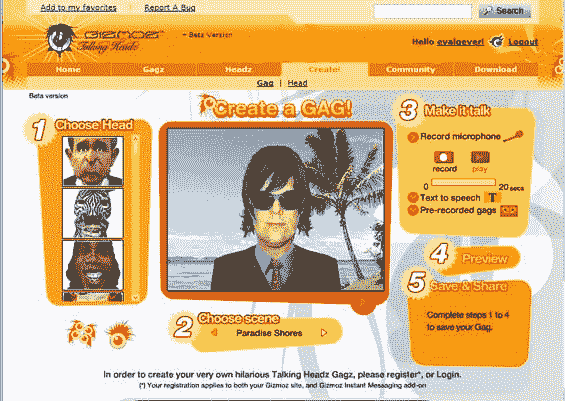 Add to my favorites | Report A Bug
Search
GIZMOZ
Talking Headz
Beta Version
Hello evaloever! Logout
Home Gagz Headz Create! Community Download
Gag | Head
Beta version
Create a GAG!
1 Choose Head
2 Choose scene
Paradise Shores
3 Make it talk
Record microphone
record play
0 20 secs
Text to speech T
Pre-recorded gags
4 Preview
5 Save & Share
Complete steps 1 to 4
to save your Gag.
In order to create your very own hilarious Talking Headz Gagz, please register*, or Login.
(*) Your registration applies to both your Gizmoz site, and Gizmoz Instant Messaging add-on